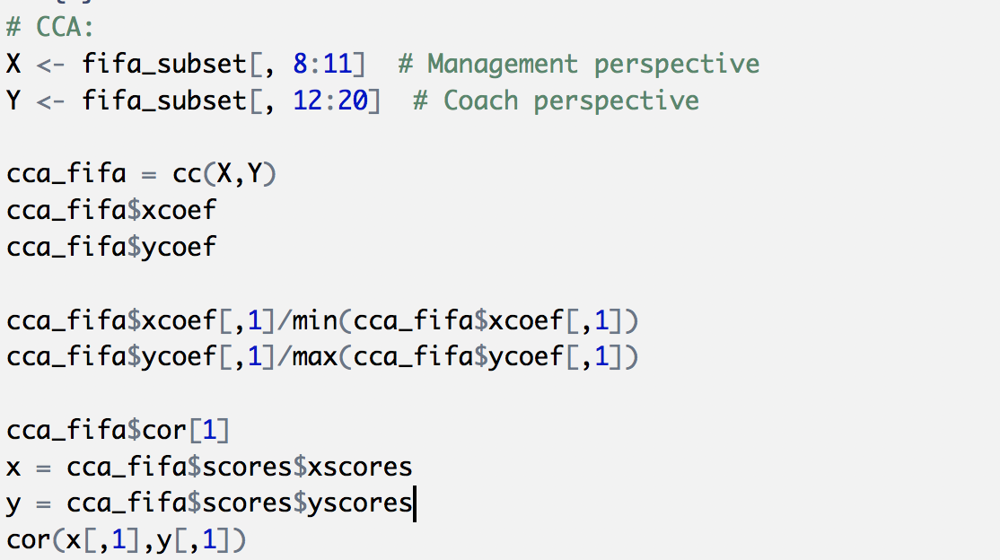 # CCA:
X <- fifa_subset[, 8:11]  # Management perspective
Y <- fifa_subset[, 12:20]  # Coach perspective
cca_fifa = cc(X,Y)
cca_fifa$xcoef
cca_fifa$ycoef
cca_fifa$xcoef[,1]/min(cca_fifa$xcoef[,1])
cca_fifa$ycoef[,1]/max(cca_fifa$ycoef[,1])
cca_fifa$cor[1]
x = cca_fifa$scores$xscores
y = cca_fifa$scores$yscores
cor(x[,1],y[,1])